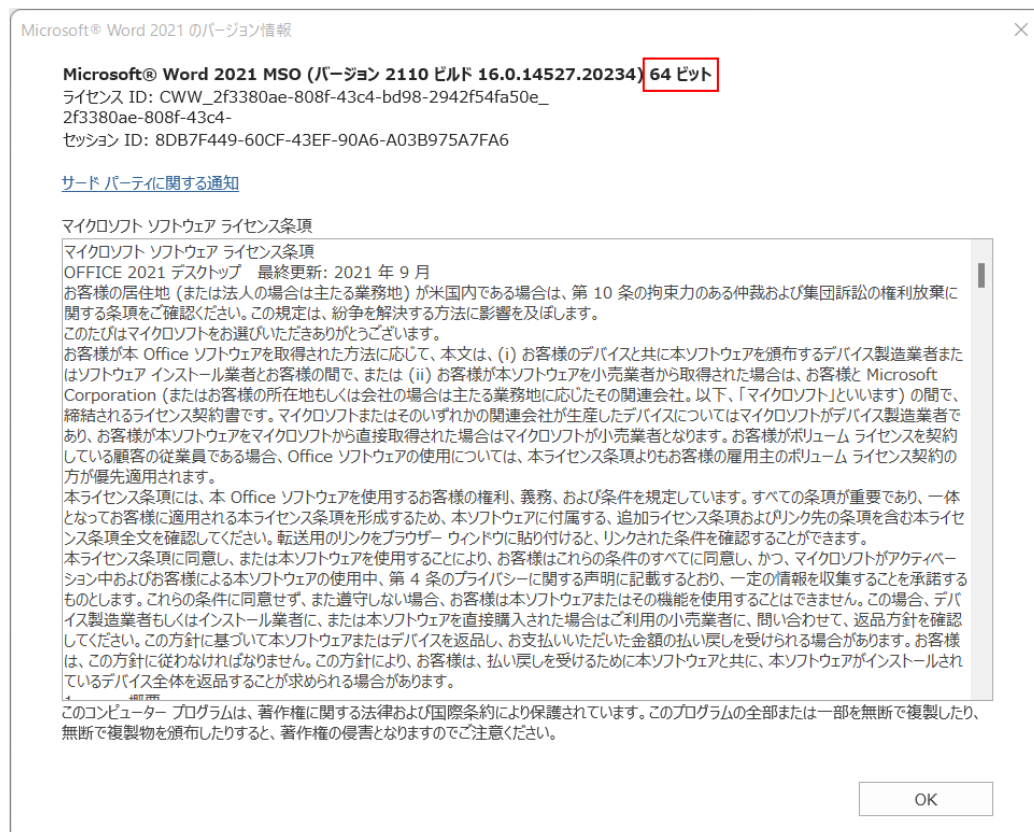 Microsoft® Word 2021 のバージョン情報
Microsoft® Word 2021 MSO (バージョン 2110 ビルド 16.0.14527.20234) 64 ビット
ライセンス ID: CWW_2f3380ae-808f-43c4-bd98-2942f54fa50e_
2f3380ae-808f-43c4-
セッション ID: 8DB7F449-60CF-43EF-90A6-A03B975A7FA6
サード パーティに関する通知
マイクロソフト ソフトウェア ライセンス条項
マイクロソフト ソフトウェア ライセンス条項
OFFICE 2021 デスクトップ　最終更新: 2021 年 9 月
お客様の居住地 (または法人の場合は主たる業務地) が米国内である場合は、第 10 条の拘束力のある仲裁および集団訴訟の権利放棄に
関する条項をご確認ください。この規定は、紛争を解決する方法に影響を及ぼします。
このたびはマイクロソフトをお選びいただきありがとうございます。
お客様が本 Office ソフトウェアを取得された方法に応じて、本文は、(i) お客様のデバイスと共に本ソフトウェアを頒布するデバイス製造業者また
はソフトウェア インストール業者とお客様の間で、または (ii) お客様が本ソフトウェアを小売業者から取得された場合は、お客様と Microsoft
Corporation (またはお客様の所在地もしくは会社の場合は主たる業務地に応じたその関連会社。以下、「マイクロソフト」といいます) の間で、
締結されるライセンス契約書です。マイクロソフトまたはそのいずれかの関連会社が生産したデバイスについてはマイクロソフトがデバイス製造業者で
あり、お客様が本ソフトウェアをマイクロソフトから直接取得された場合はマイクロソフトが小売業者となります。お客様がボリューム ライセンスを契約
している顧客の従業員である場合、Office ソフトウェアの使用については、本ライセンス条項よりもお客様の雇用主のボリューム ライセンス契約の
方が優先適用されます。
本ライセンス条項には、本 Office ソフトウェアを使用するお客様の権利、義務、および条件を規定しています。すべての条項が重要であり、一体
となってお客様に適用される本ライセンス条項を形成するため、本ソフトウェアに付属する、追加ライセンス条項およびリンク先の条項を含む本ライセ
ンス条項全文を確認してください。転送用のリンクをブラウザー ウィンドウに貼り付けると、リンクされた条件を確認することができます。
本ライセンス条項に同意し、または本ソフトウェアを使用することにより、お客様はこれらの条件のすべてに同意し、かつ、マイクロソフトがアクティベー
ション中およびお客様による本ソフトウェアの使用中、第 4 条のプライバシーに関する声明に記載するとおり、一定の情報を収集することを承諾する
ものとします。これらの条件に同意せず、また遵守しない場合、お客様は本ソフトウェアまたはその機能を使用することはできません。この場合、デバ
イス製造業者もしくはインストール業者に、または本ソフトウェアを直接購入された場合はご利用の小売業者に、問い合わせて、返品方針を確認
してください。この方針に基づいて本ソフトウェアまたはデバイスを返品し、お支払いいただいた金額の払い戻しを受けられる場合があります。お客様
は、この方針に従わなければなりません。この方針により、お客様は、払い戻しを受けるために本ソフトウェアと共に、本ソフトウェアがインストールされ
ているデバイス全体を返品することが求められる場合があります。
このコンピューター プログラムは、著作権に関する法律および国際条約により保護されています。このプログラムの全部または一部を無断で複製したり、
無断で複製物を頒布したりすると、著作権の侵害となりますのでご注意ください。
OK